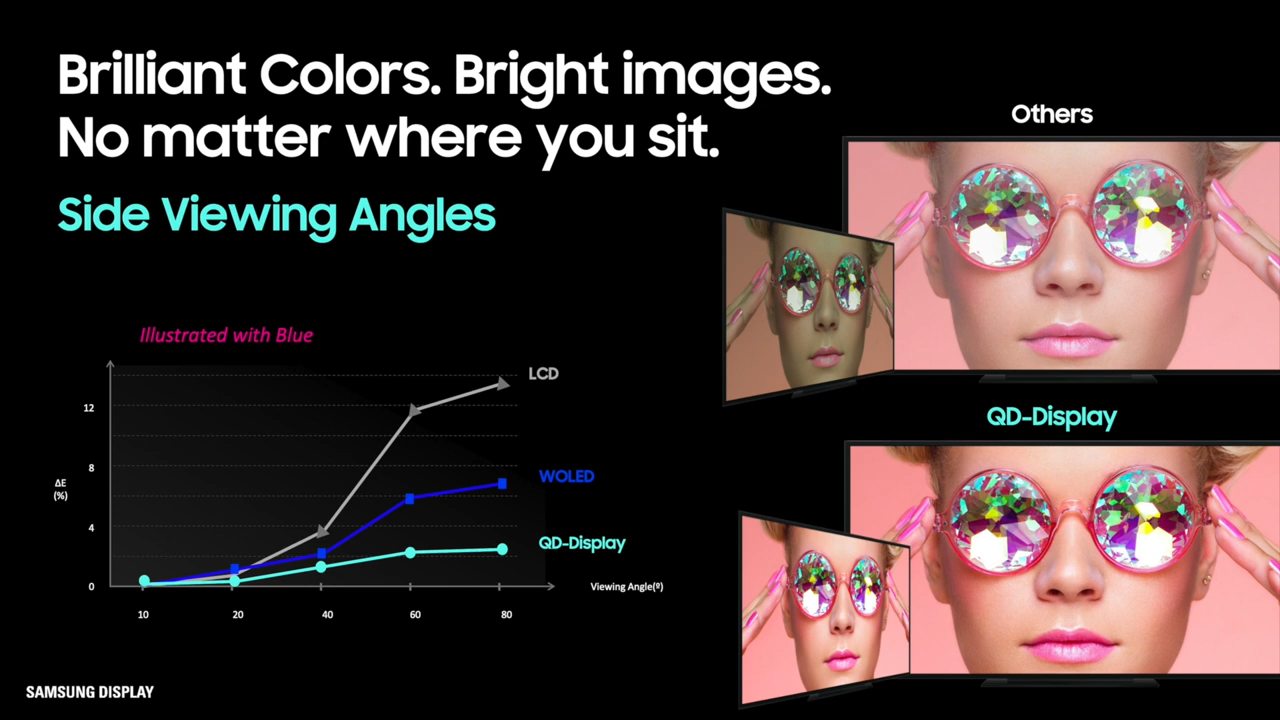 Brilliant Colors. Bright images.
No matter where you sit.
Side Viewing Angles
Others
QD-Display
Illustrated with Blue
LCD
WOLED
QD-Display
ΔE
(%)
12
8
4
0
10 20 40 60 80
Viewing Angle(º)
SAMSUNG DISPLAY